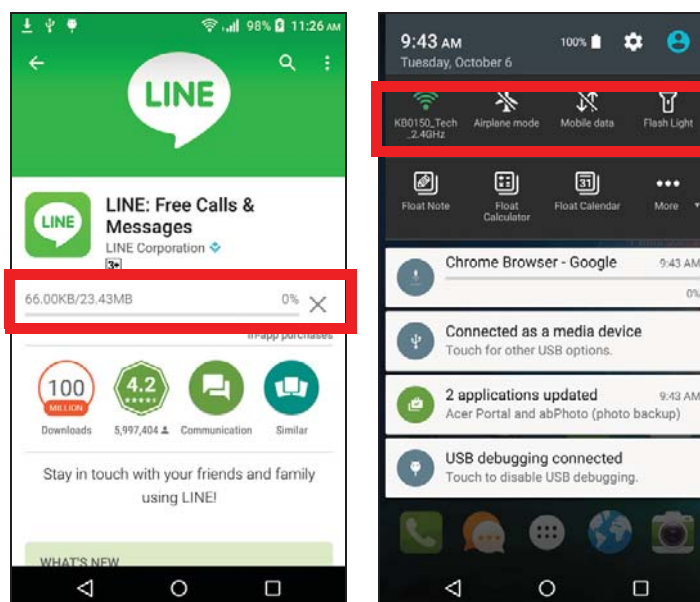 98% 11:26 AM
LINE
LINE
LINE: Free Calls &
Messages
LINE Corporation
3+
66.00KB/23.43MB 0%
In-app purchases
100
MILLION
4.2
Downloads 5,997,404 Communication Similar
Stay in touch with your friends and family
using LINE!
WHAT'S NEW
9:43 AM 100%
Tuesday, October 6
KB0150_Tech
_2.4GHz
Airplane mode
Mobile data
Flash Light
Float Note
Float
Calculator
31
Float Calendar
More
Chrome Browser - Google 9:43 AM
0%
Connected as a media device
Touch for other USB options.
2 applications updated 9:43 AM
Acer Portal and abPhoto (photo backup)
USB debugging connected
Touch to disable USB debugging.